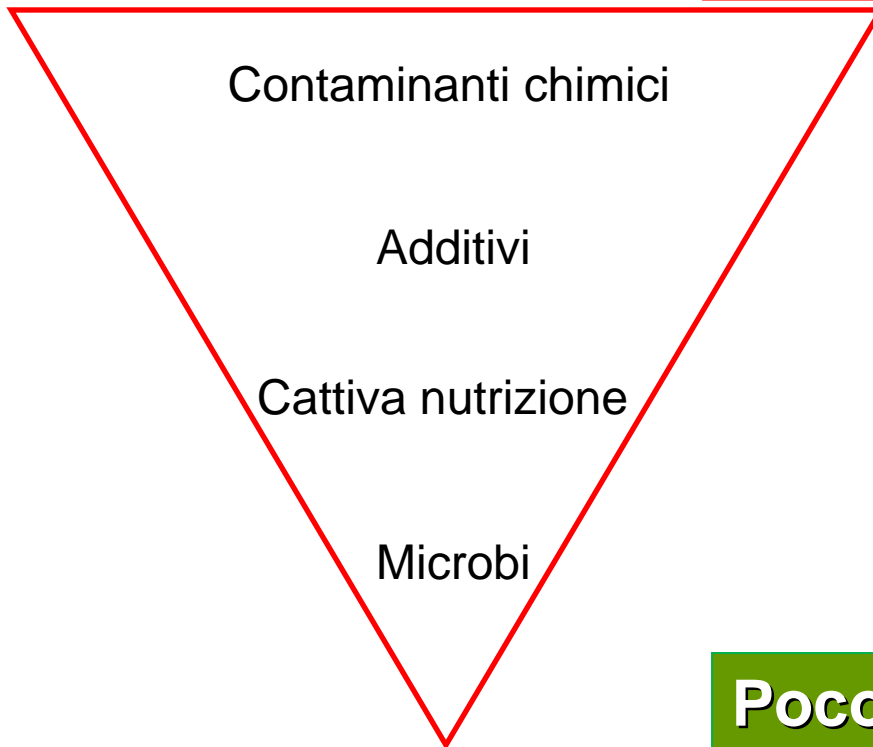 Contaminanti chimici
Additivi
Cattiva nutrizione
Microbi
Poco